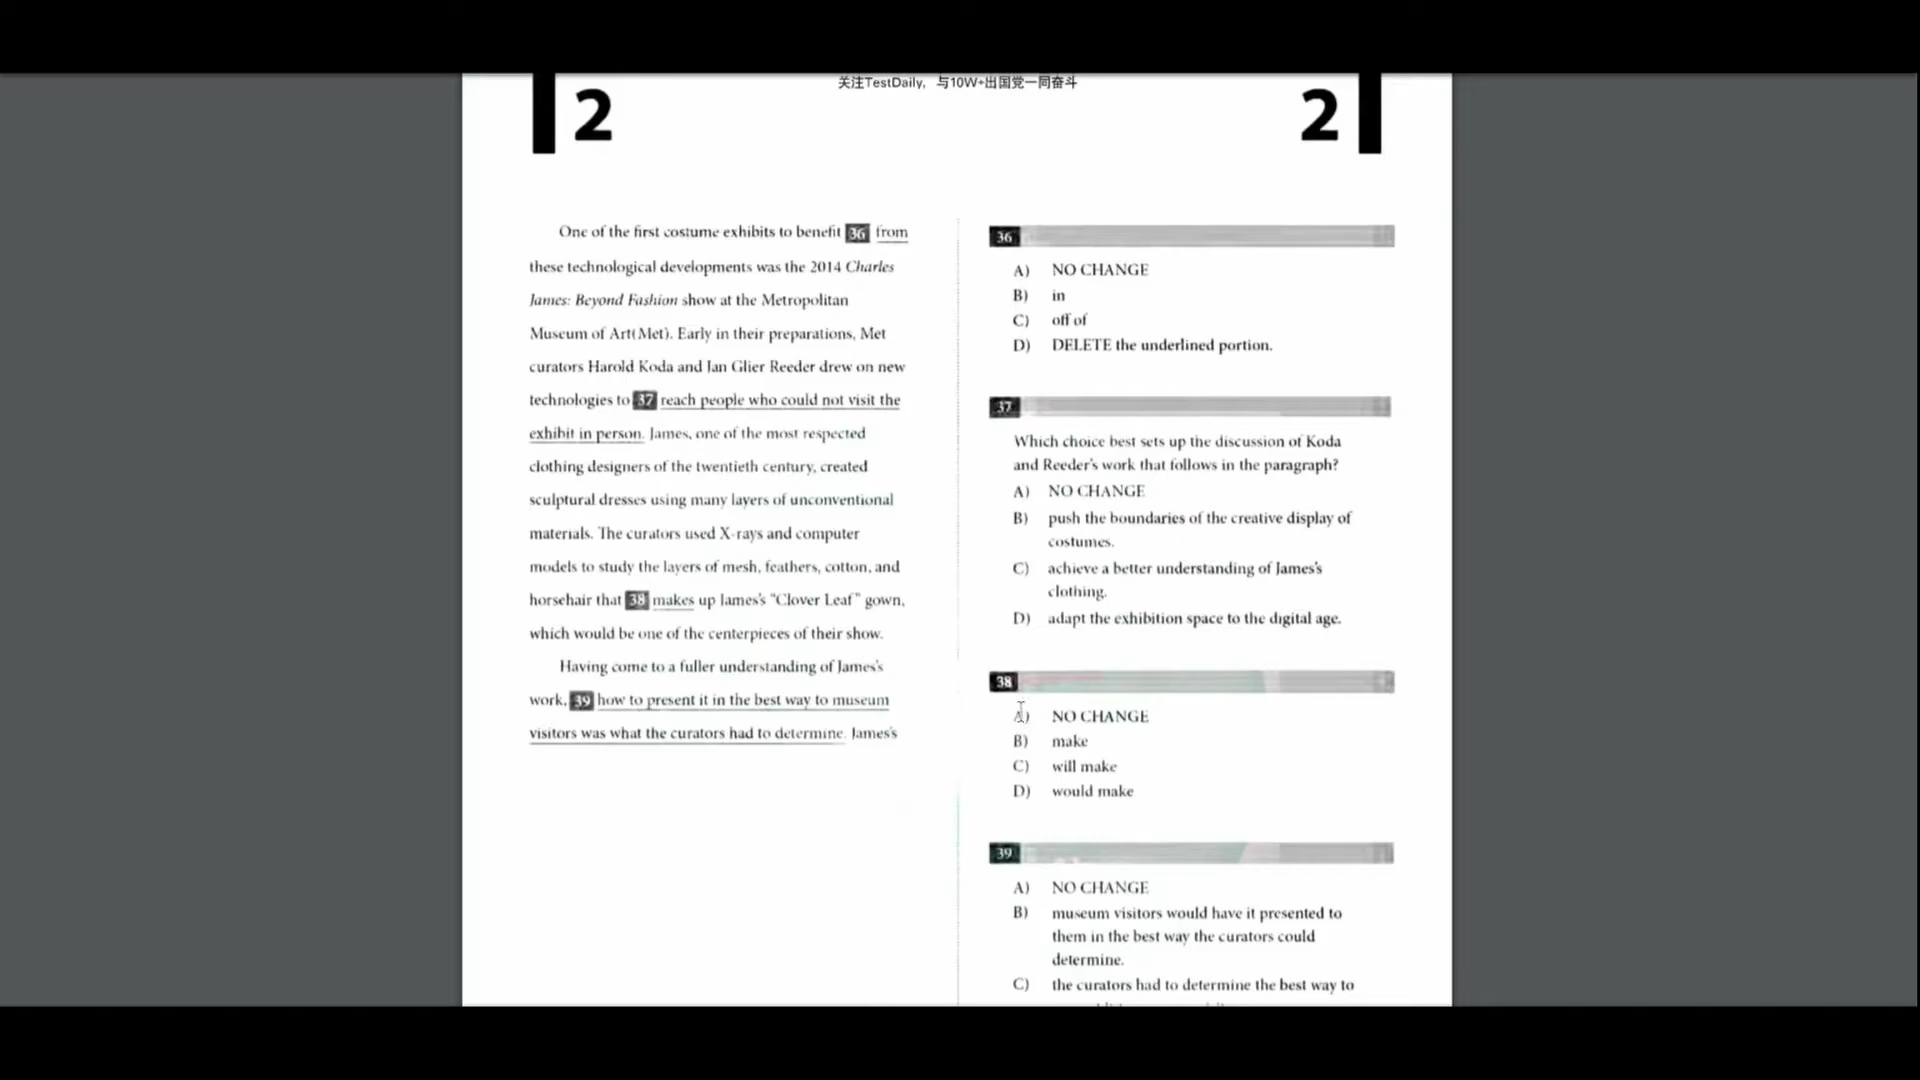 关注TestDaily，与10W+出国党一同奋斗
2
2
One of the first costume exhibits to benefit 36 from
these technological developments was the 2014 Charles
James: Beyond Fashion show at the Metropolitan
Museum of Art(Met). Early in their preparations, Met
curators Harold Koda and Jan Glier Reeder drew on new
technologies to 37 reach people who could not visit the
exhibit in person. James, one of the most respected
clothing designers of the twentieth century, created
sculptural dresses using many layers of unconventional
materials. The curators used X-rays and computer
models to study the layers of mesh, feathers, cotton, and
horsehair that 38 makes up James's "Clover Leaf" gown,
which would be one of the centerpieces of their show.
Having come to a fuller understanding of James's
work, 39 how to present it in the best way to museum
visitors was what the curators had to determine. James's
36
A) NO CHANGE
B) in
C) off of
D) DELETE the underlined portion.
37
Which choice best sets up the discussion of Koda
and Reeder's work that follows in the paragraph?
A) NO CHANGE
B) push the boundaries of the creative display of
costumes.
C) achieve a better understanding of James's
clothing.
D) adapt the exhibition space to the digital age.
38
A) NO CHANGE
B) make
C) will make
D) would make
39
A) NO CHANGE
B) museum visitors would have it presented to
them in the best way the curators could
determine.
C) the curators had to determine the best way to